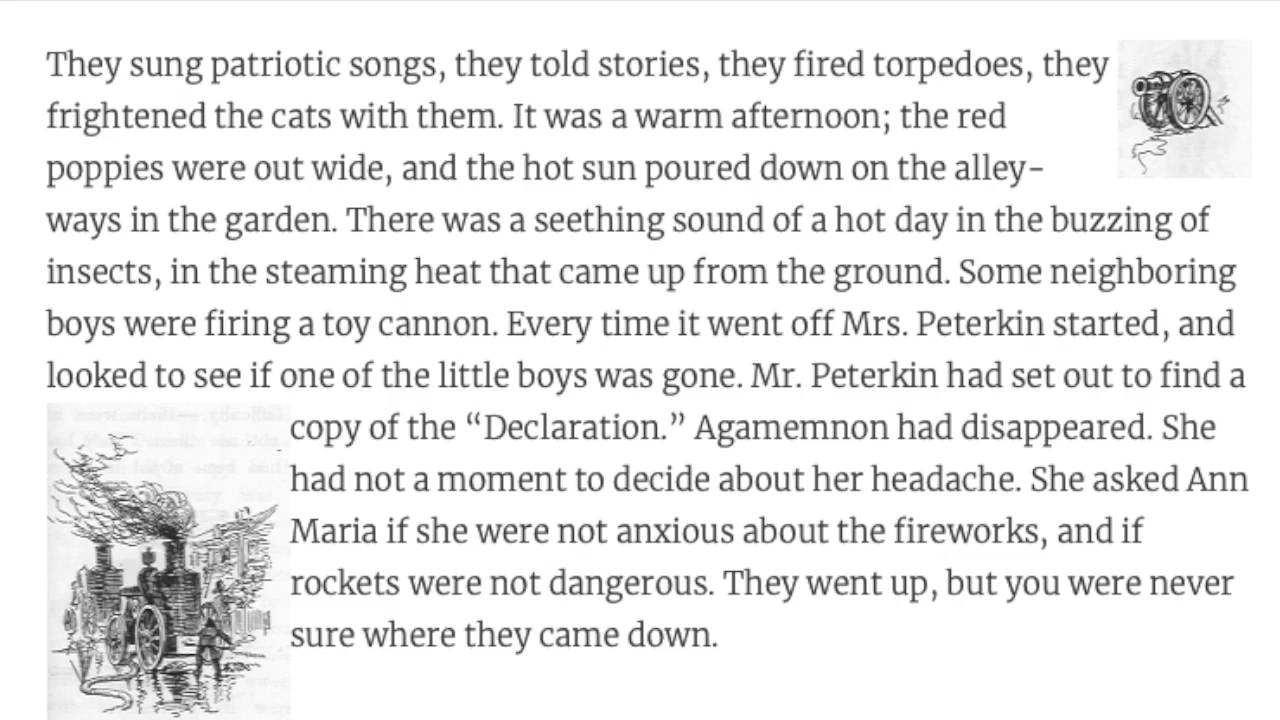 They sung patriotic songs, they told stories, they fired torpedoes, they
frightened the cats with them. It was a warm afternoon; the red
poppies were out wide, and the hot sun poured down on the alley-
ways in the garden. There was a seething sound of a hot day in the buzzing of
insects, in the steaming heat that came up from the ground. Some neighboring
boys were firing a toy cannon. Every time it went off Mrs. Peterkin started, and
looked to see if one of the little boys was gone. Mr. Peterkin had set out to find a
copy of the “Declaration.” Agamemnon had disappeared. She
had not a moment to decide about her headache. She asked Ann
Maria if she were not anxious about the fireworks, and if
rockets were not dangerous. They went up, but you were never
sure where they came down.